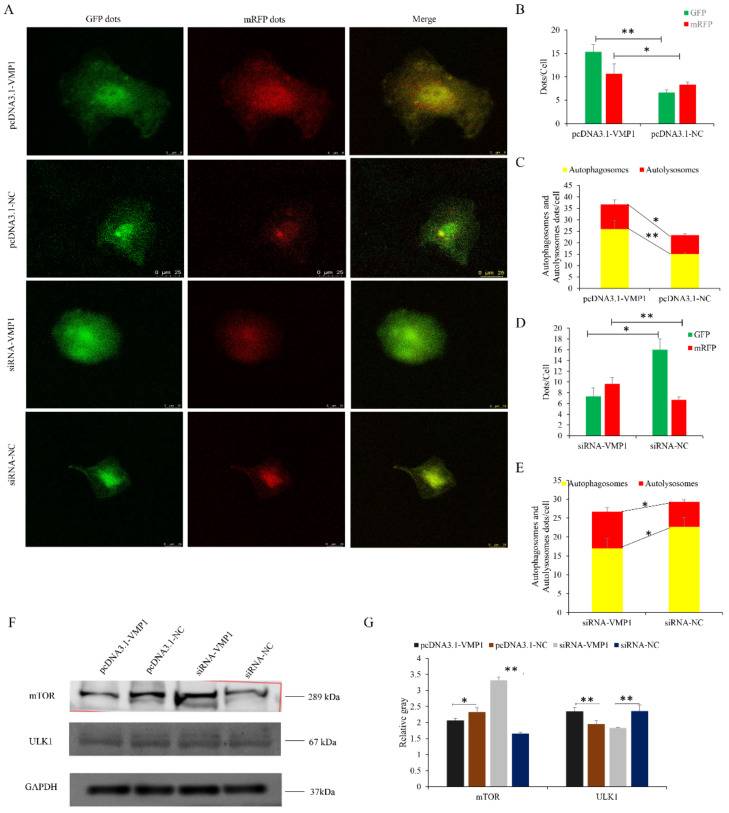 A
GFP dots
mRFP dots
Merge
pcDNA3.1-VMP1
pcDNA3.1-NC
0 μm 25
0 μm 25
siRNA-VMP1
siRNA-NC
B
GFP
mRFP
**
*
Dots/Cell
20
15
10
5
0
pcDNA3.1-VMP1
pcDNA3.1-NC
C
Autophagosomes
Autolysosomes
Autophagosomes and
Autolysosomes dots/cell
45
40
35
30
25
20
15
10
5
0
*
**
pcDNA3.1-VMP1
pcDNA3.1-NC
D
**
*
GFP
mRFP
Dots/Cell
20
18
16
14
12
10
8
6
4
2
0
siRNA-VMP1
siRNA-NC
E
Autophagosomes
Autolysosomes
Autophagosomes and
Autolysosomes dots/cell
35
30
25
20
15
10
5
0
*
*
siRNA-VMP1
siRNA-NC
F
pcDNA3.1-VMP1
pcDNA3.1-NC
siRNA-VMP1
siRNA-NC
mTOR
289 kDa
ULK1
67 kDa
GAPDH
37kDa
G
pcDNA3.1-VMP1
pcDNA3.1-NC
siRNA-VMP1
siRNA-NC
Relative gray
4
3.5
3
2.5
2
1.5
1
0.5
0
*
**
**
**
mTOR
ULK1